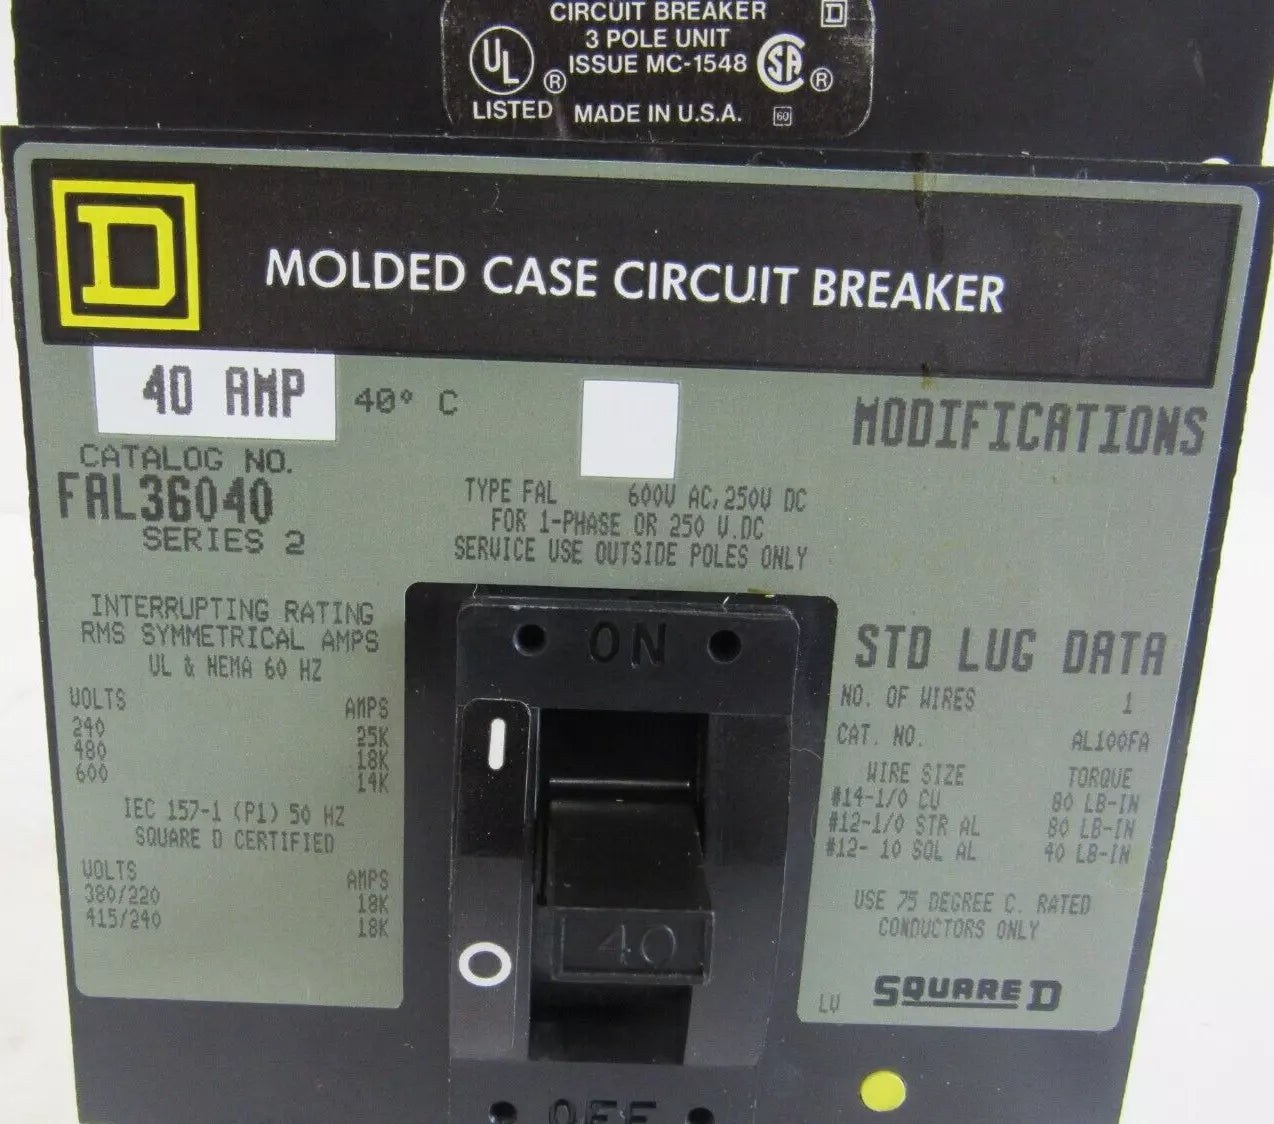 CIRCUIT BREAKER
3 POLE UNIT
ISSUE MC-1548
UL ® SA ®
LISTED MADE IN U.S.A. 60
D
MOLDED CASE CIRCUIT BREAKER
40 AMP 40° C
CATALOG NO.
FAL36040
SERIES 2
TYPE FAL 600V AC, 250V DC
FOR 1-PHASE OR 250 V.DC
SERVICE USE OUTSIDE POLES ONLY
MODIFICATIONS
INTERRUPTING RATING
RMS SYMMETRICAL AMPS
UL & NEMA 60 HZ
VOLTS AMPS
240 25K
480 18K
600 14K
IEC 157-1 (P1) 50 HZ
SQUARE D CERTIFIED
VOLTS AMPS
380/220 18K
415/240 18K
ON
I
40
O
OFF
STD LUG DATA
NO. OF WIRES 1
CAT. NO. AL100FA
WIRE SIZE TORQUE
#14-1/0 CU 80 LB-IN
#12-1/0 STR AL 80 LB-IN
#12- 10 SOL AL 40 LB-IN
USE 75 DEGREE C. RATED
CONDUCTORS ONLY
LV SQUARE D